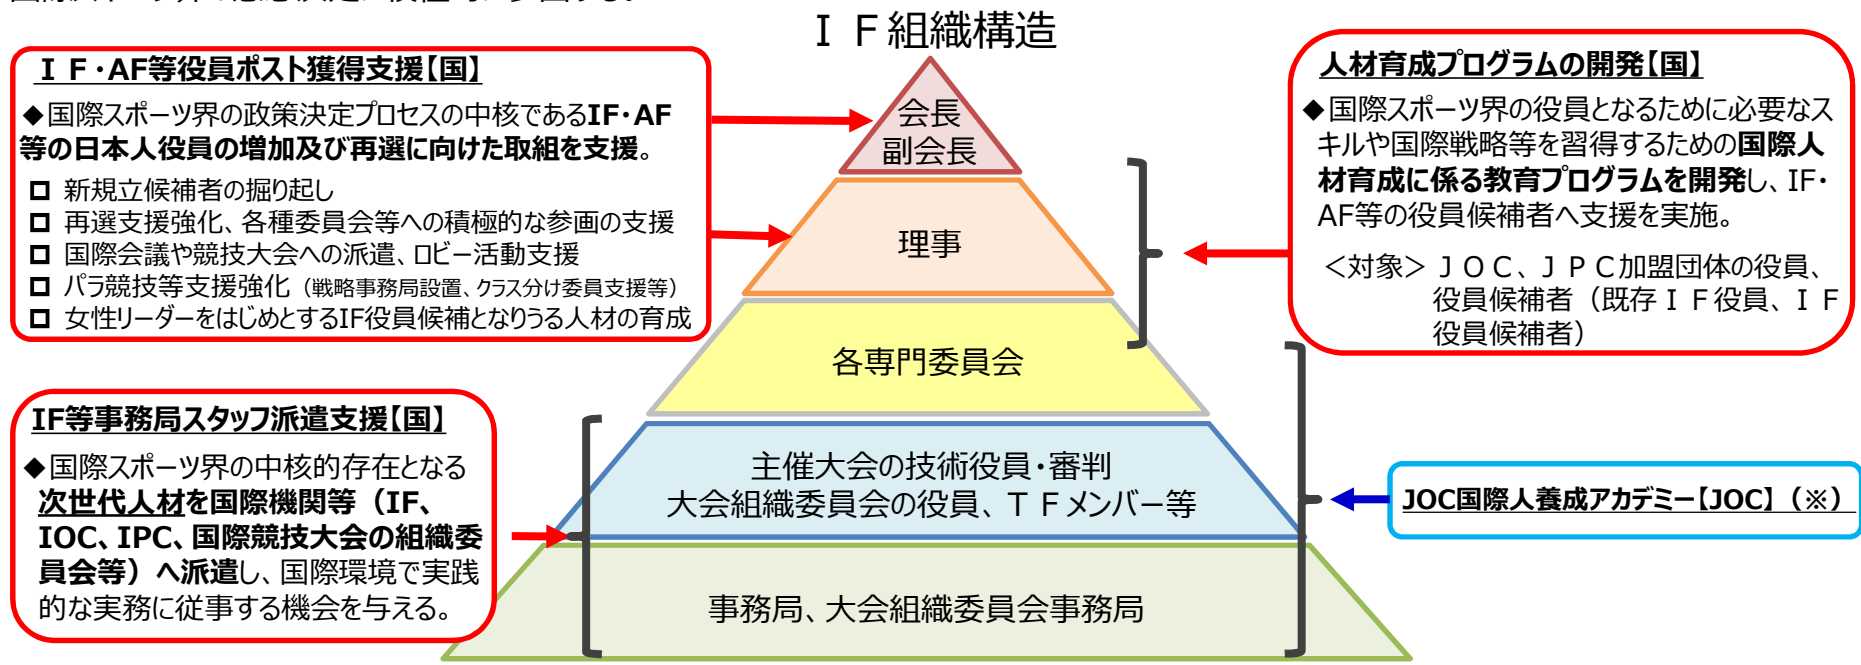 ＩＦ組織構造
ＩＦ・AF等役員ポスト獲得支援【国】
◆国際スポーツ界の政策決定プロセスの中核であるIF・AF
等の日本人役員の増加及び再選に向けた取組を支援。
□ 新規立候補者の掘り起し
□ 再選支援強化、各種委員会等への積極的な参画の支援
□ 国際会議や競技大会への派遣、ロビー活動支援
□ パラ競技等支援強化（戦略事務局設置、クラス分け委員支援等）
□ 女性リーダーをはじめとするIF役員候補となりうる人材の育成
IF等事務局スタッフ派遣支援【国】
◆国際スポーツ界の中核的存在となる
次世代人材を国際機関等（IF、
IOC、IPC、国際競技大会の組織委
員会等）へ派遣し、国際環境で実践
的な実務に従事する機会を与える。
会長
副会長
理事
各専門委員会
主催大会の技術役員・審判
大会組織委員会の役員、ＴＦメンバー等
事務局、大会組織委員会事務局
人材育成プログラムの開発【国】
◆国際スポーツ界の役員となるために必要なス
キルや国際戦略等を習得するための国際人
材育成に係る教育プログラムを開発し、IF・
AF等の役員候補者へ支援を実施。
＜対象＞ＪＯＣ、ＪＰＣ加盟団体の役員、
役員候補者（既存ＩＦ役員、ＩＦ
役員候補者）
JOC国際人養成アカデミー【JOC】（※）